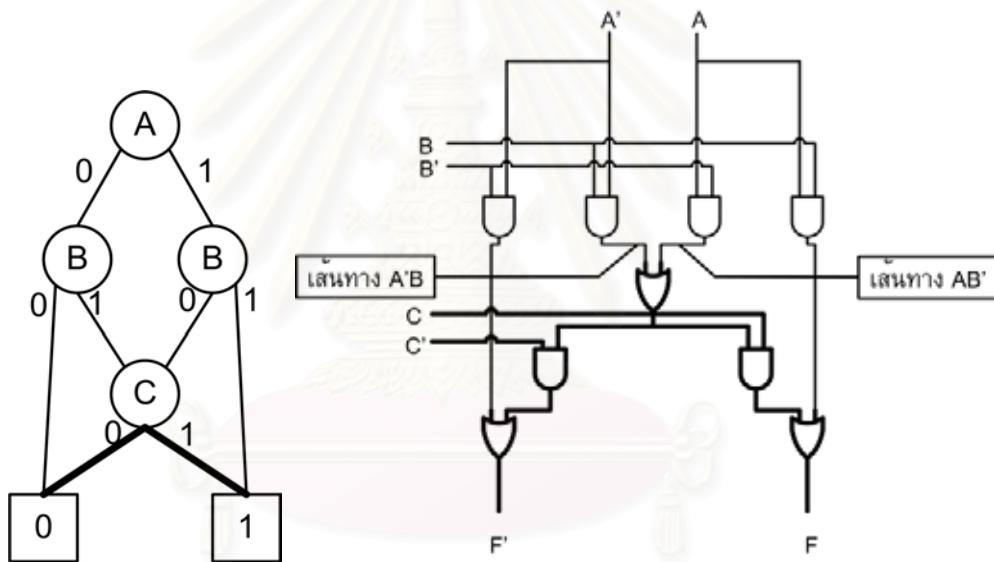 A
0 1
B B
0 1 0 1
C
0 1
0 1
A' A
B
B'
เส้นทาง A'B
เส้นทาง AB'
C
C'
F' F